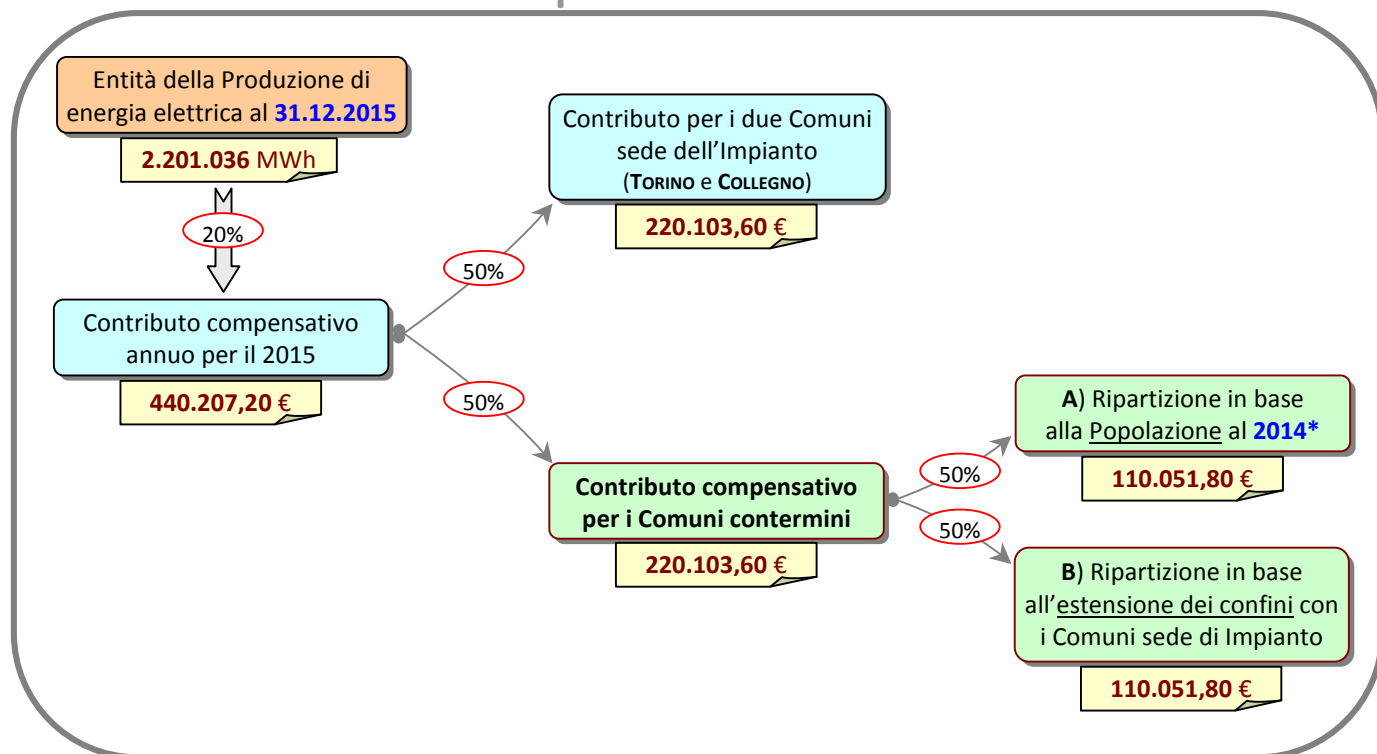 Entità della Produzione di
energia elettrica al 31.12.2015
2.201.036 MWh
20%
Contributo compensativo
annuo per il 2015
440.207,20 €
50%
Contributo per i due Comuni
sede dell’Impianto
(TORINO e COLLEGNO)
220.103,60 €
50%
Contributo compensativo
per i Comuni contermini
220.103,60 €
50%
A) Ripartizione in base
alla Popolazione al 2014*
110.051,80 €
50%
B) Ripartizione in base
all’estensione dei confini con
i Comuni sede di Impianto
110.051,80 €